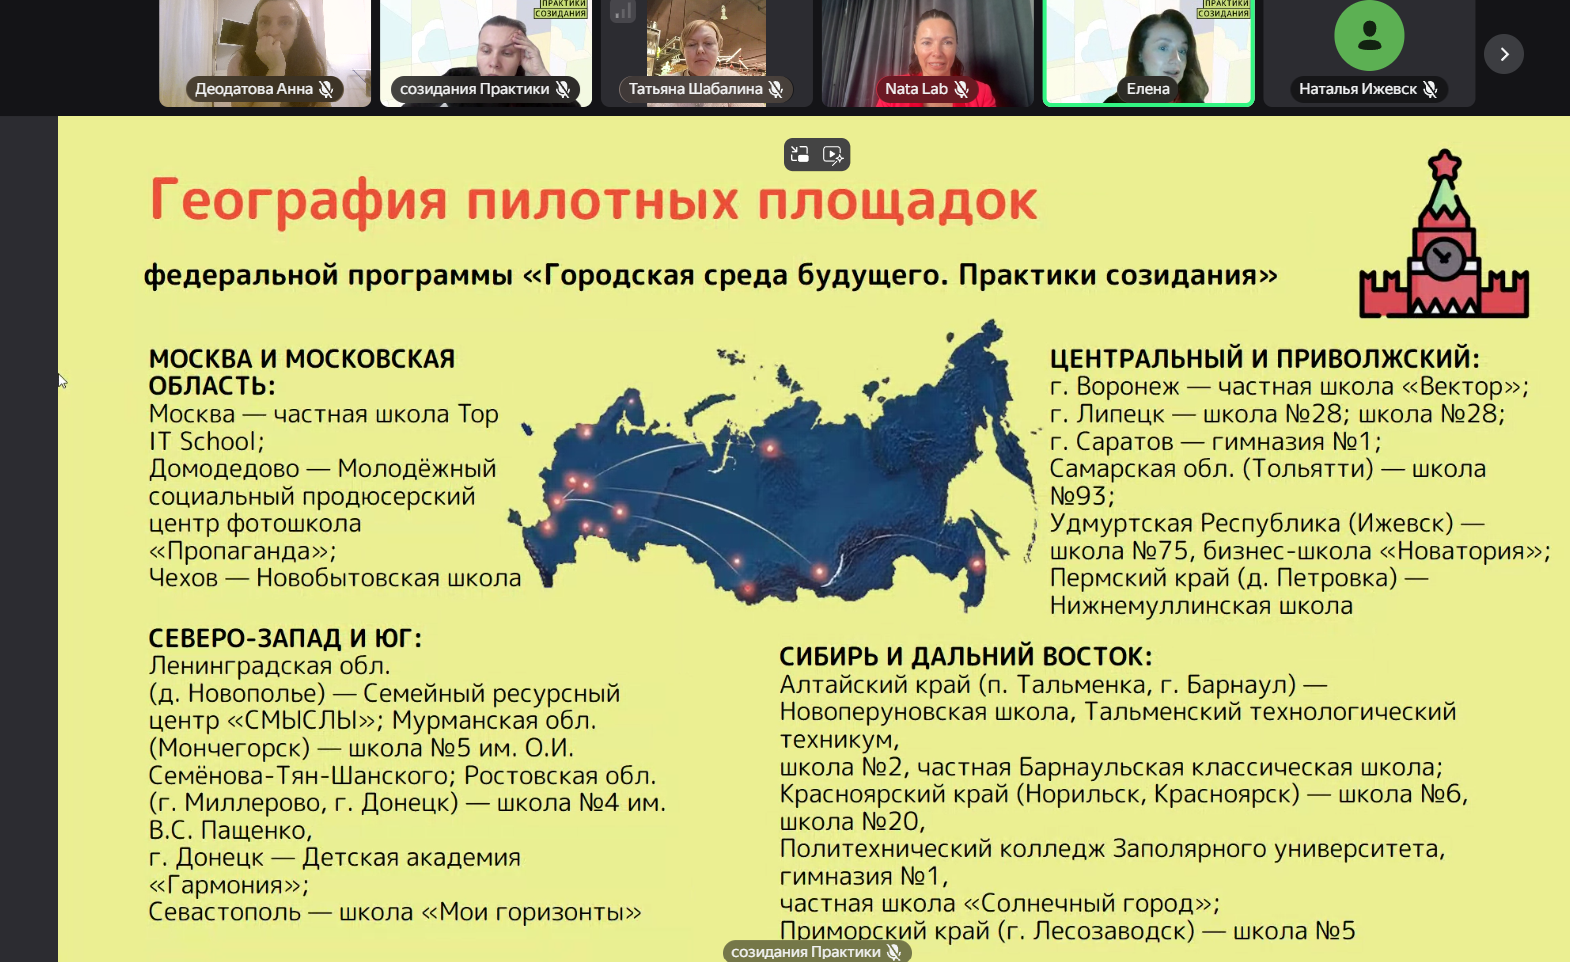 ПРАКТИКИ
СОЗИДАНИЯ
ПРАКТИКИ
СОЗИДАНИЯ
Деодатова Анна
созидания Практики
Татьяна Шабалина
Nata Lab
Елена
Наталья Ижевск
География пилотных площадок
федеральной программы «Городская среда будущего. Практики созидания»
МОСКВА И МОСКОВСКАЯ
ОБЛАСТЬ:
Москва — частная школа Top
IT School;
Домодедово — Молодёжный
социальный продюсерский
центр фотошкола
«Пропаганда»;
Чехов — Новобытовская школа
ЦЕНТРАЛЬНЫЙ И ПРИВОЛЖСКИЙ:
г. Воронеж — частная школа «Вектор»;
г. Липецк — школа №28; школа №28;
г. Саратов — гимназия №1;
Самарская обл. (Тольятти) — школа
№93;
Удмуртская Республика (Ижевск) —
школа №75, бизнес-школа «Новатория»;
Пермский край (д. Петровка) —
Нижнемуллинская школа
СЕВЕРО-ЗАПАД И ЮГ:
Ленинградская обл.
(д. Новополье) — Семейный ресурсный
центр «СМЫСЛЫ»; Мурманская обл.
(Мончегорск) — школа №5 им. О.И.
Семёнова-Тян-Шанского; Ростовская обл.
(г. Миллерово, г. Донецк) — школа №4 им.
В.С. Пащенко,
г. Донецк — Детская академия
«Гармония»;
Севастополь — школа «Мои горизонты»
СИБИРЬ И ДАЛЬНИЙ ВОСТОК:
Алтайский край (п. Тальменка, г. Барнаул) —
Новоперуновская школа, Тальменский технологический
техникум,
школа №2, частная Барнаульская классическая школа;
Красноярский край (Норильск, Красноярск) — школа №6,
школа №20,
Политехнический колледж Заполярного университета,
гимназия №1,
частная школа «Солнечный город»;
Приморский край (г. Лесозаводск) — школа №5
созидания Практики